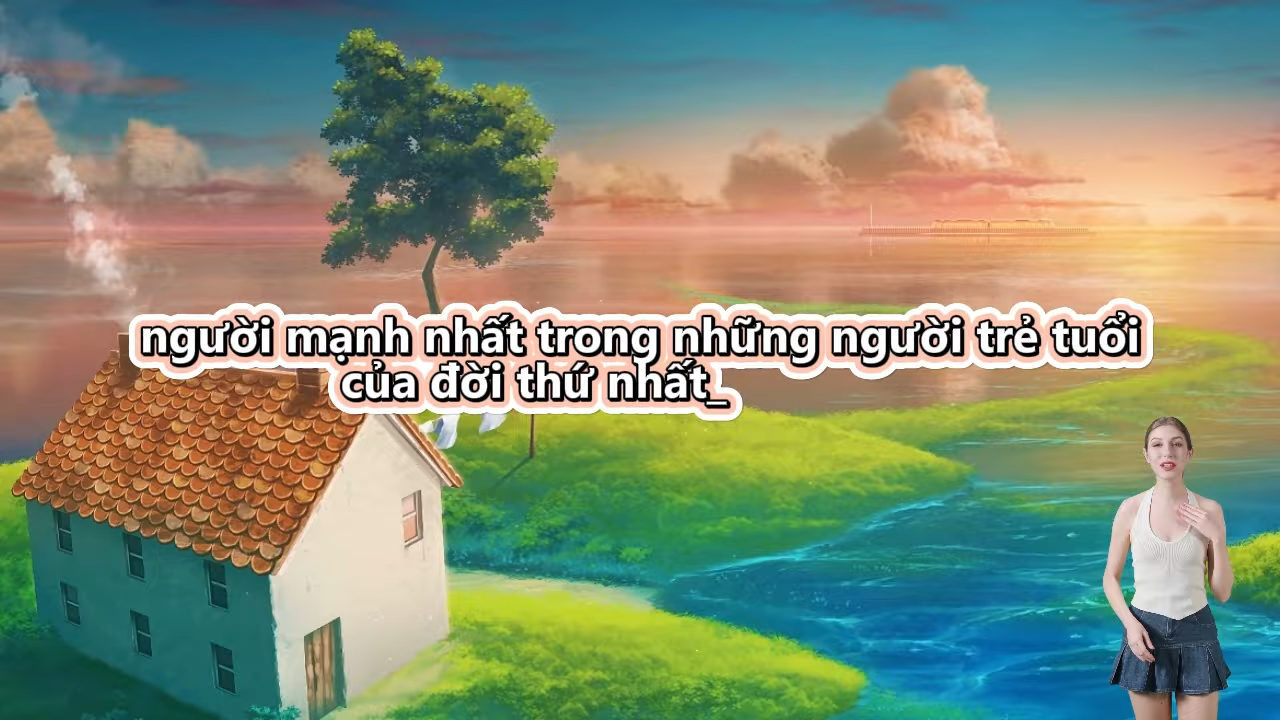 người mạnh nhất trong những người trẻ tuổi
của đời thứ nhất_